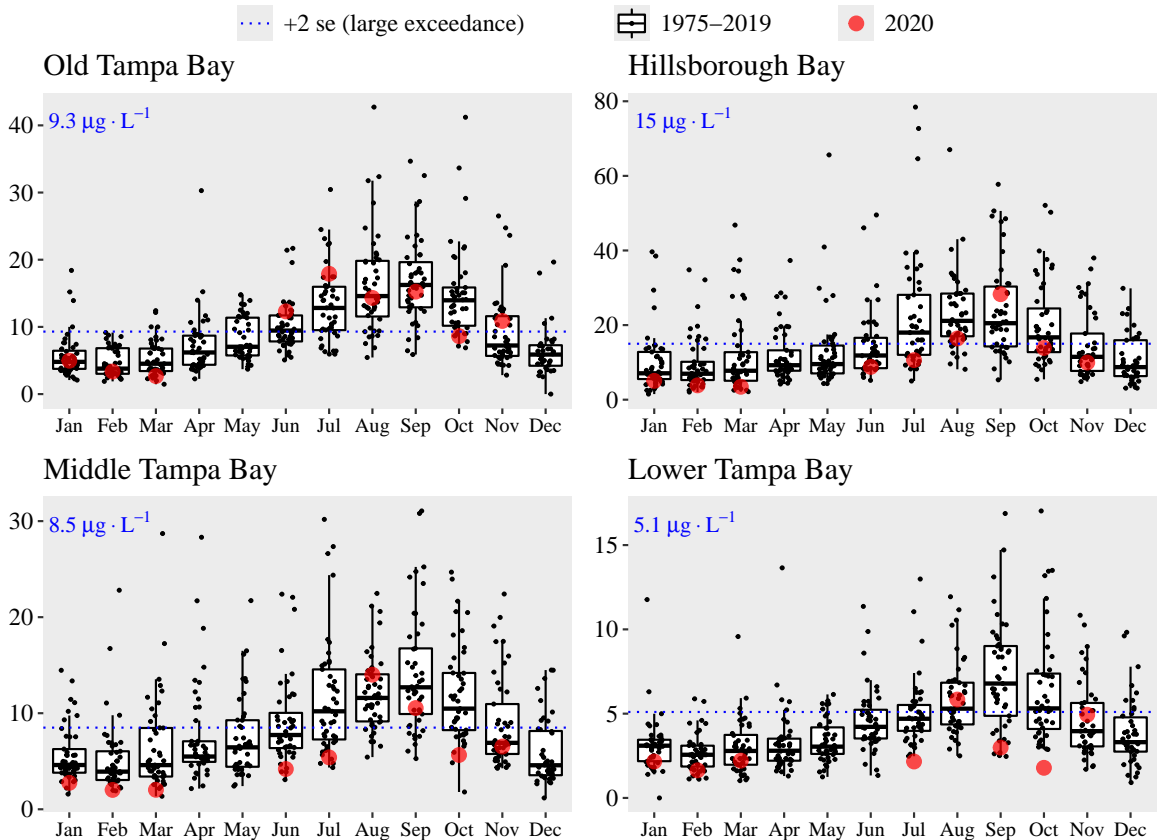 +2 se (large exceedance) 1975–2019 2020
Old Tampa Bay
9.3 μg · L⁻¹
40
30
20
10
0
Jan Feb Mar Apr May Jun Jul Aug Sep Oct Nov Dec
Hillsborough Bay
15 μg · L⁻¹
80
60
40
20
0
Jan Feb Mar Apr May Jun Jul Aug Sep Oct Nov Dec
Middle Tampa Bay
8.5 μg · L⁻¹
30
20
10
0
Jan Feb Mar Apr May Jun Jul Aug Sep Oct Nov Dec
Lower Tampa Bay
5.1 μg · L⁻¹
15
10
5
0
Jan Feb Mar Apr May Jun Jul Aug Sep Oct Nov Dec